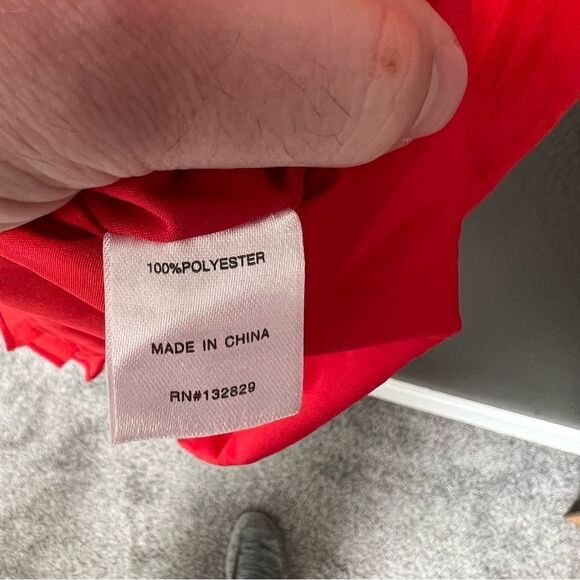 100%POLYESTER
MADE IN CHINA
RN#132829